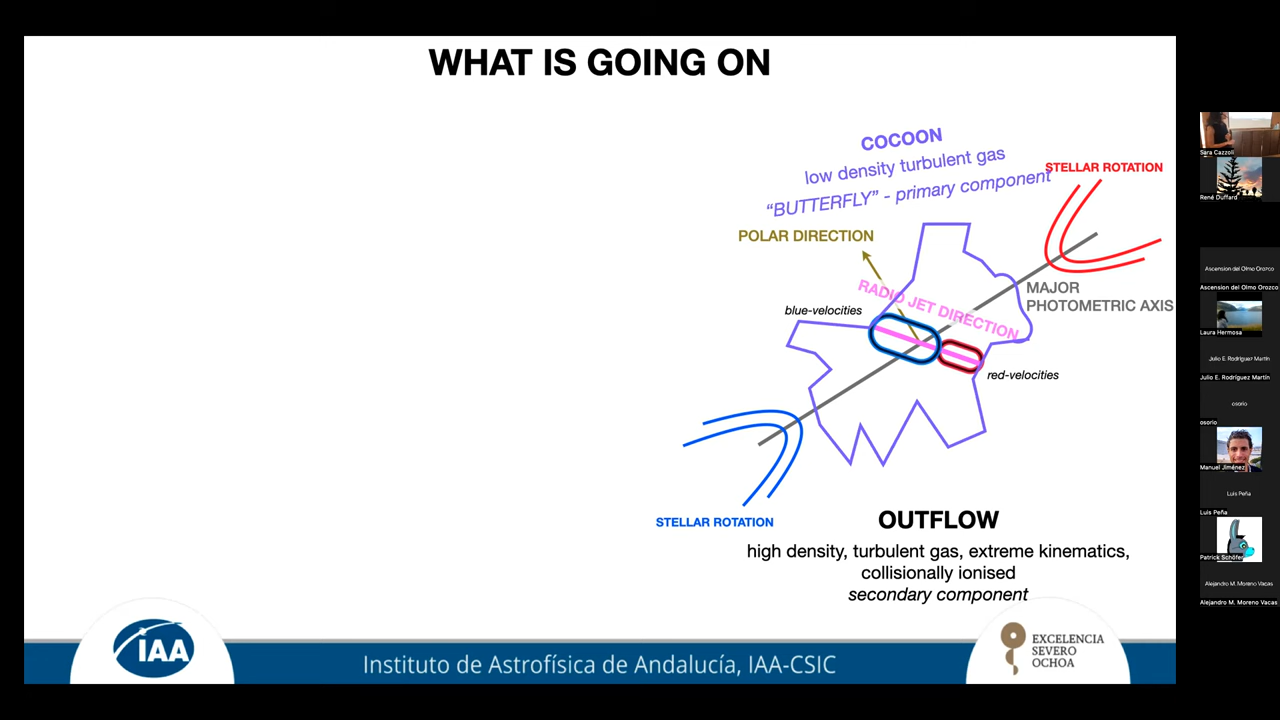 WHAT IS GOING ON
COCOON
low density turbulent gas
“BUTTERFLY” - primary component
STELLAR ROTATION
POLAR DIRECTION
RADIO JET DIRECTION
MAJOR
PHOTOMETRIC AXIS
blue-velocities
red-velocities
STELLAR ROTATION
OUTFLOW
high density, turbulent gas, extreme kinematics,
collisionally ionised
secondary component
IAA
Instituto de Astrofísica de Andalucía, IAA-CSIC
EXCELENCIA
SEVERO
OCHOA
Sara Cazzoli
René Duffard
Ascension del Olmo Orozco
Ascension del Olmo Orozco
Laura Hermosa
Julio E. Rodríguez Martín
Julio E. Rodríguez Martín
osorio
osorio
Manuel Jiménez
Luis Peña
Luis Peña
Patrick Schöfer
Alejandro M. Moreno Vacas
Alejandro M. Moreno Vacas